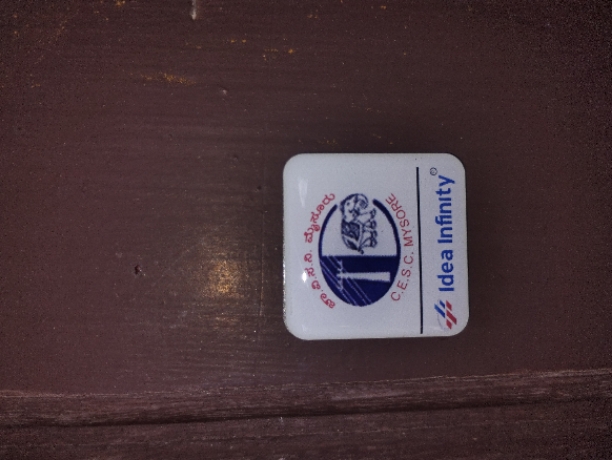 ಚಾ.ವಿ.ಸ.ನಿ. ಮೈಸೂರು
C.E.S.C. MYSORE
Idea Infinity©